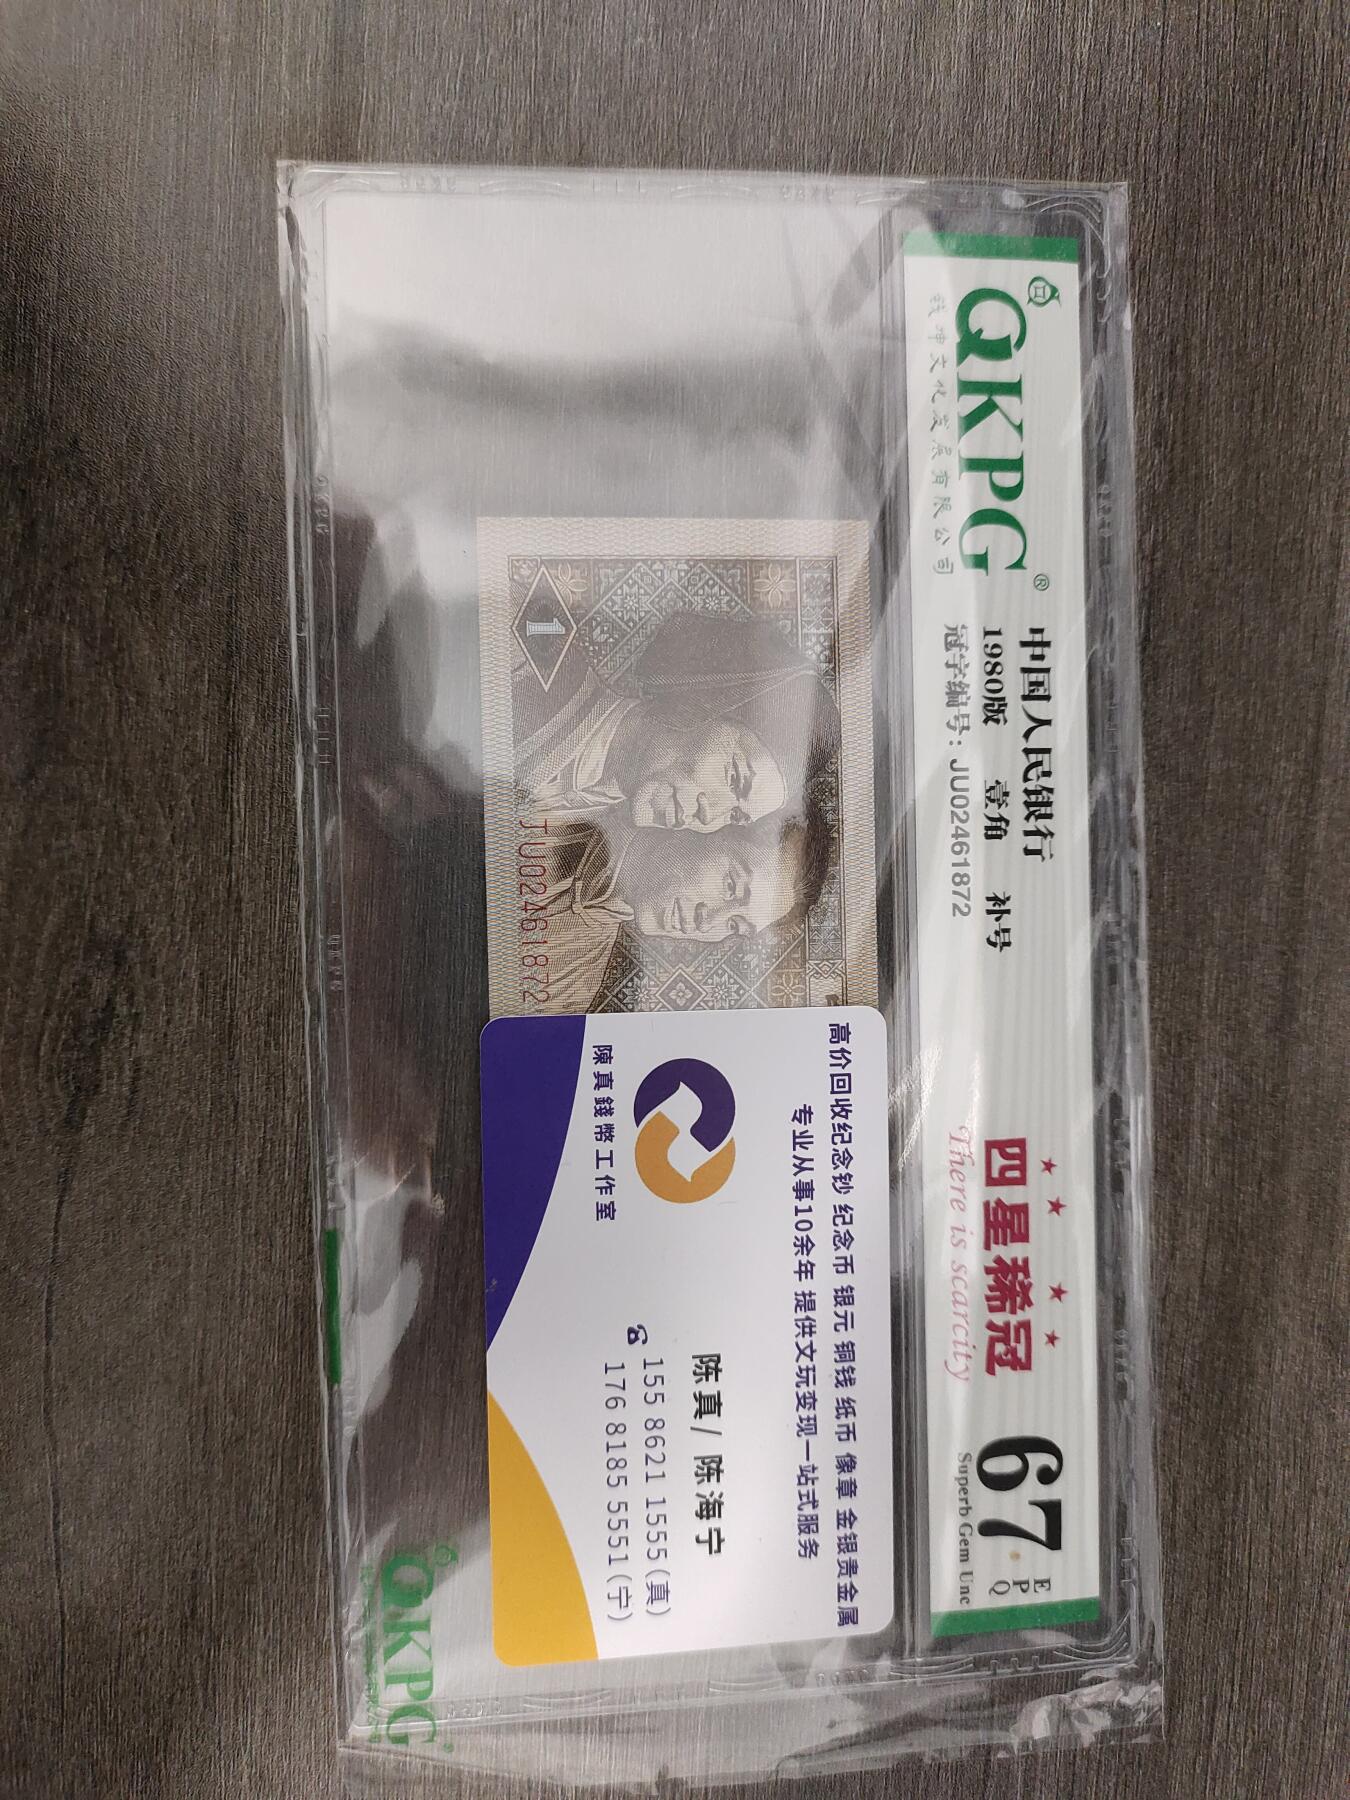 QKPG®
钱坤文化发展有限公司
中国人民银行
1980版 壹角 补号
冠字编号: JU02461872
★ ★ ★ ★
四星稀冠
There is scarcity
67
EPQ
Superb Gem Unc
1
JU02461872
高价回收纪念钞 纪念币 银元 铜钱 纸币 像章 金银贵金属
专业从事10余年 提供文玩变现一站式服务
陳真錢幣工作室
陈真/ 陈海宁
155 8621 1555(真)
176 8185 5551(宁)
QKPG